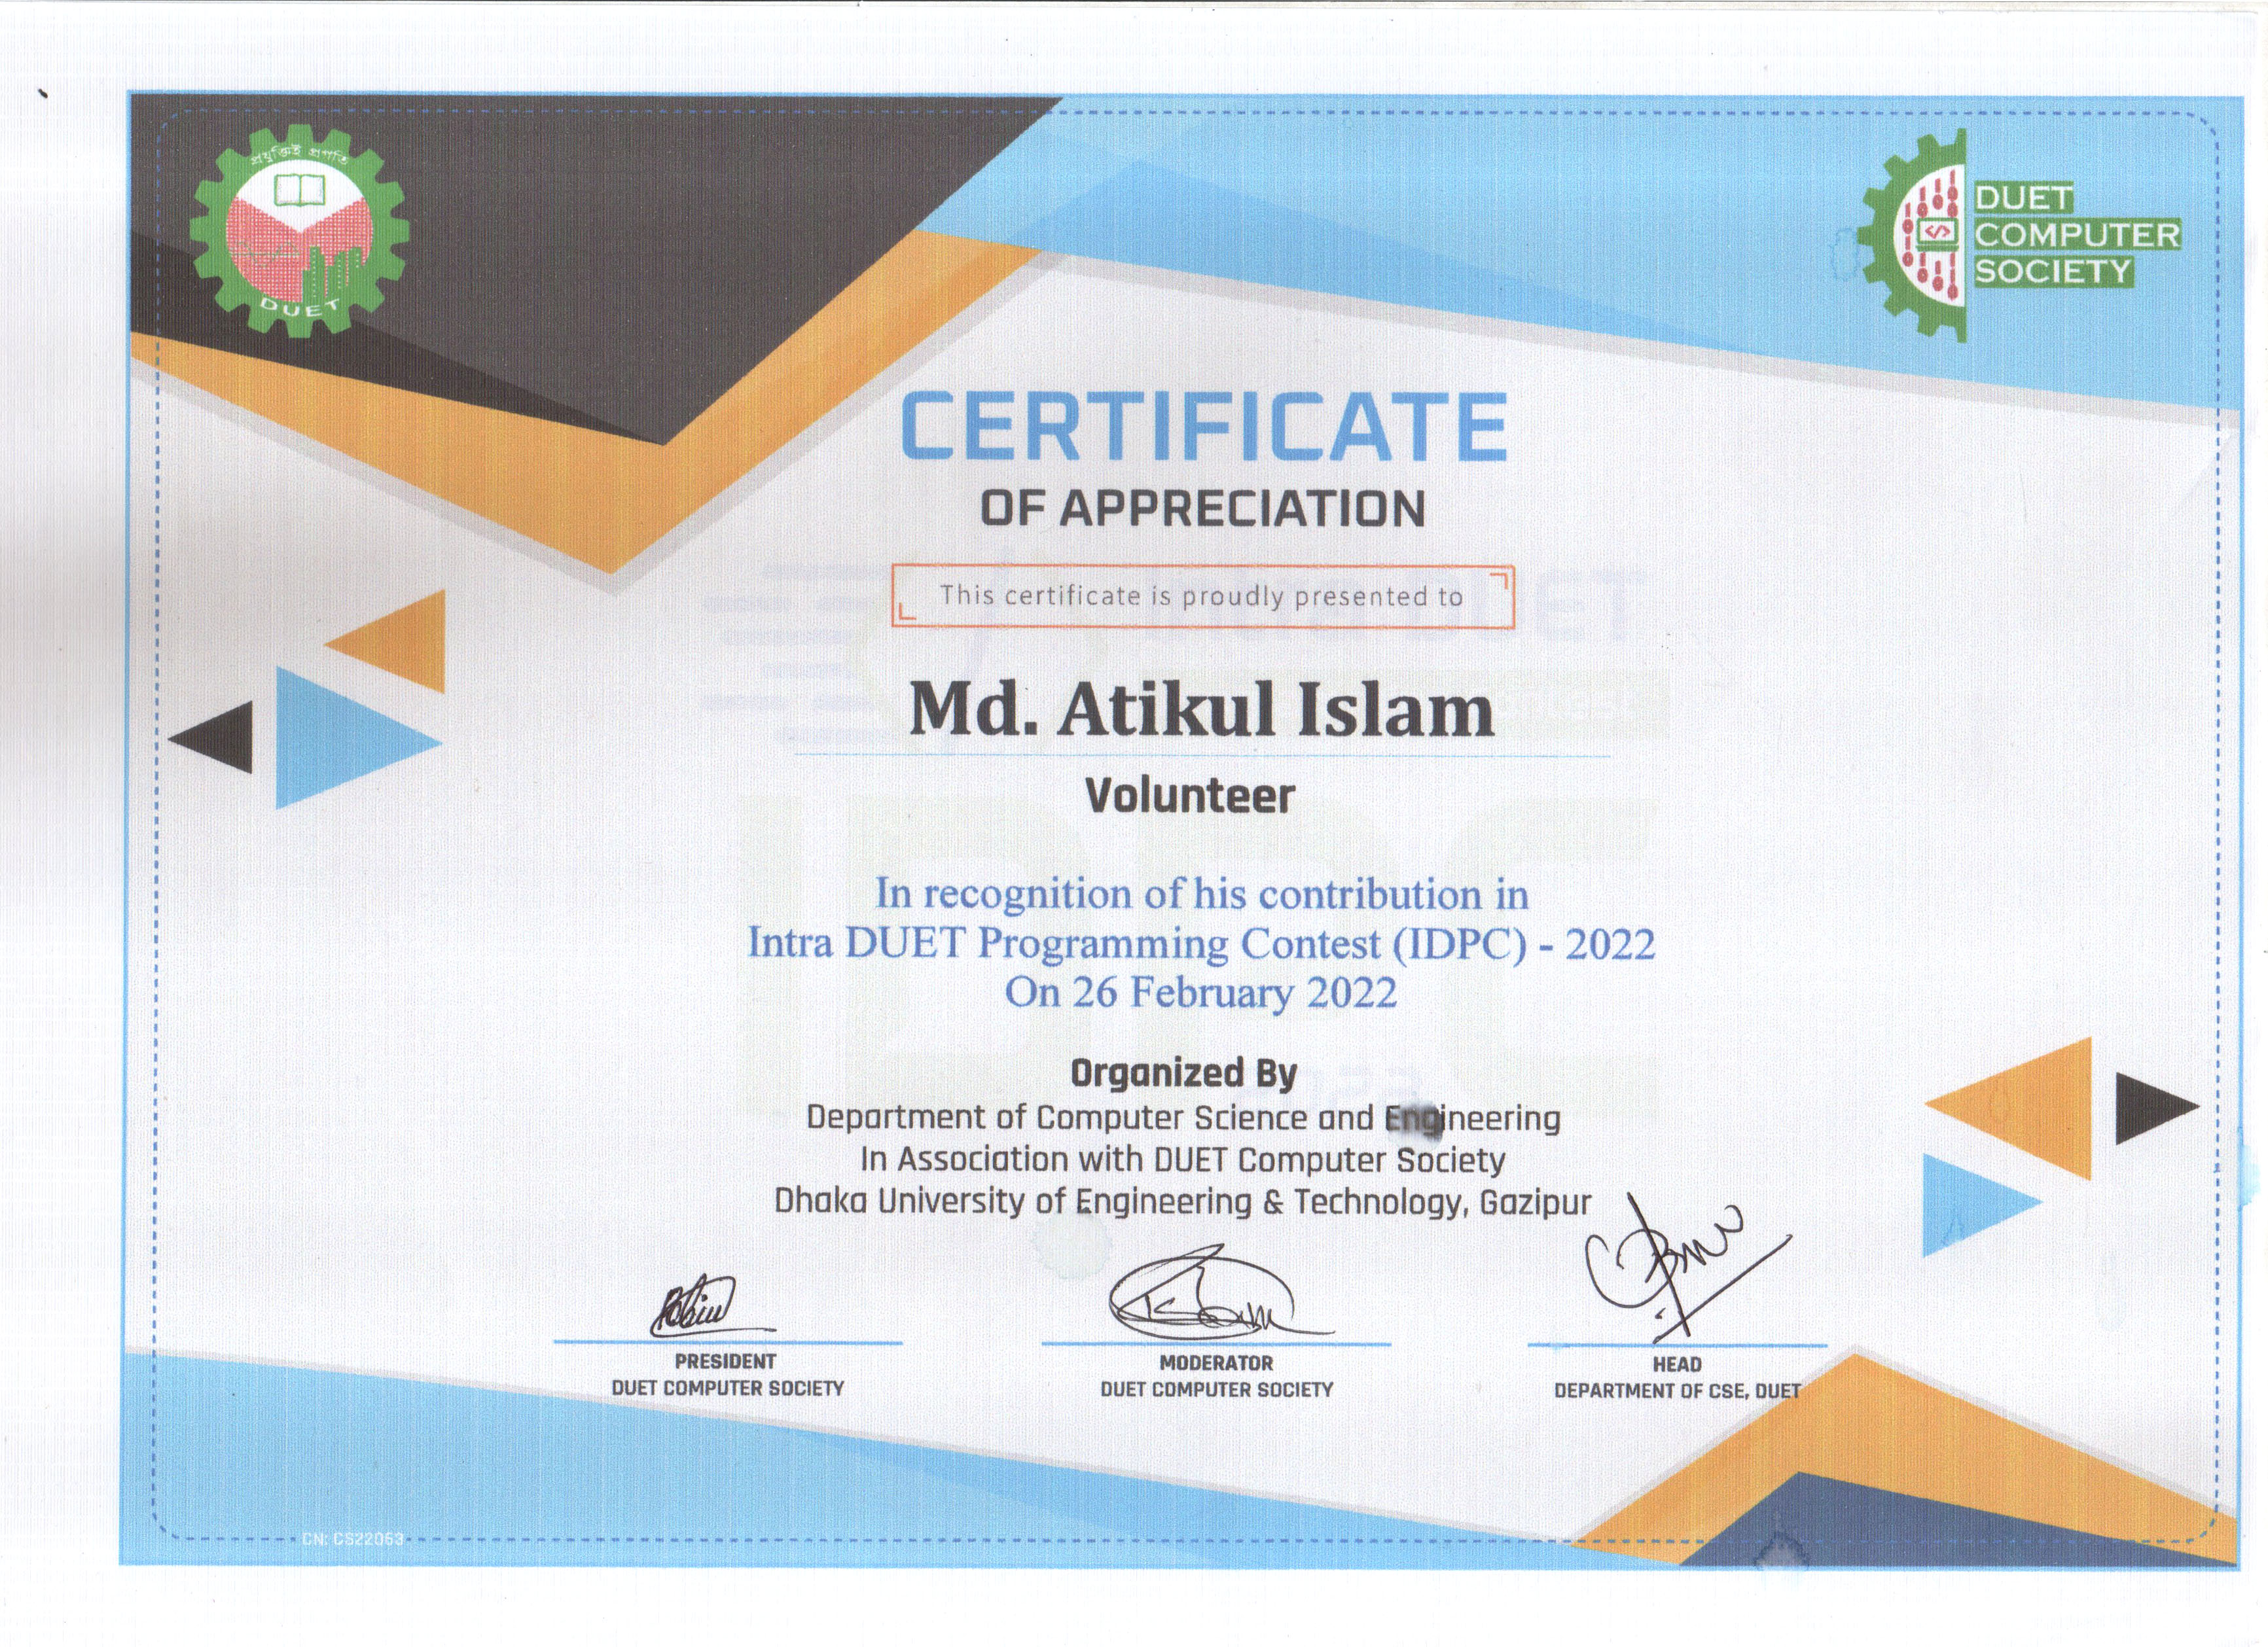 প্রযুক্তিই প্রগতি
DUET
DUET
COMPUTER
SOCIETY
CERTIFICATE
OF APPRECIATION
This certificate is proudly presented to
Md. Atikul Islam
Volunteer
In recognition of his contribution in
Intra DUET Programming Contest (IDPC) - 2022
On 26 February 2022
Organized By
Department of Computer Science and Engineering
In Association with DUET Computer Society
Dhaka University of Engineering & Technology, Gazipur
PRESIDENT
DUET COMPUTER SOCIETY
MODERATOR
DUET COMPUTER SOCIETY
HEAD
DEPARTMENT OF CSE, DUET
CN: CS22063